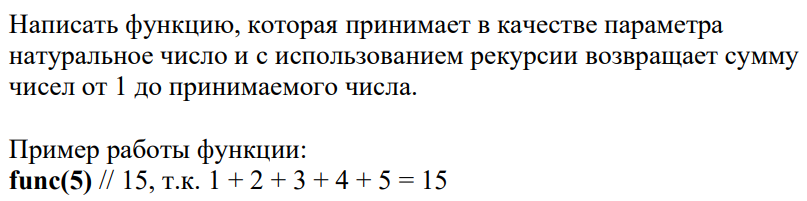 Написать функцию, которая принимает в качестве параметра
натуральное число и с использованием рекурсии возвращает сумму
чисел от 1 до принимаемого числа.
Пример работы функции:
func(5) // 15, т.к. 1 + 2 + 3 + 4 + 5 = 15